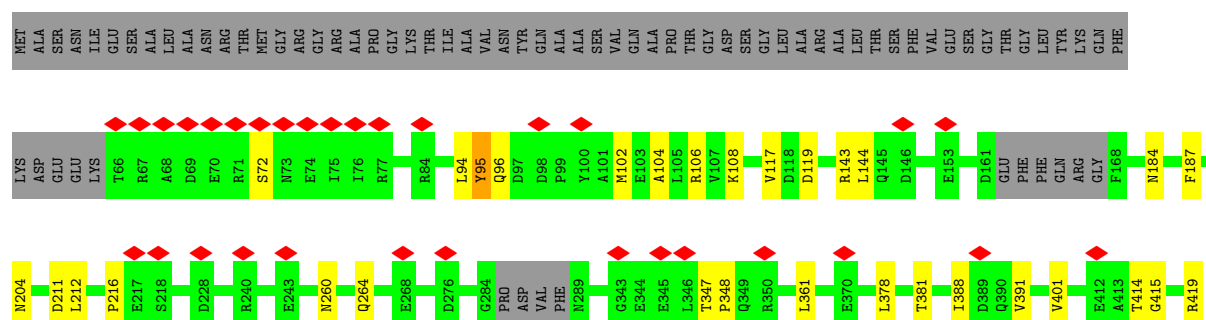 MET ALA SER ASN ILE GLU SER ALA LEU ALA ASN ARG THR MET GLY ARG GLY ARG ALA PRO GLY LYS THR ILE ALA VAL ASN TYR GLN ALA ALA SER VAL GLN ALA PRO THR GLY ASP SER GLY LEU ALA ARG ALA LEU THR SER PHE VAL GLU SER GLY THR GLY LEU TYR LYS GLN PHE
LYS ASP GLU GLU LYS T66 R67 A68 D69 E70 R71 S72 N73 E74 I75 I76 R77 R84 L94 Y95 Q96 D97 D98 P99 Y100 A101 M102 E103 A104 L105 R106 V107 K108 V117 D118 D119 R143 L144 Q145 D146 E153 D161 GLU PHE PHE GLN ARG GLY F168 N184 F187
N204 D211 L212 P216 E217 S218 D228 R240 E243 N260 Q264 E268 D276 G284 PRO ASP VAL PHE N289 G343 E344 E345 L346 T347 P348 Q349 R350 L361 E370 L378 T381 I388 D389 Q390 V391 V401 E412 A413 T414 G415 R419